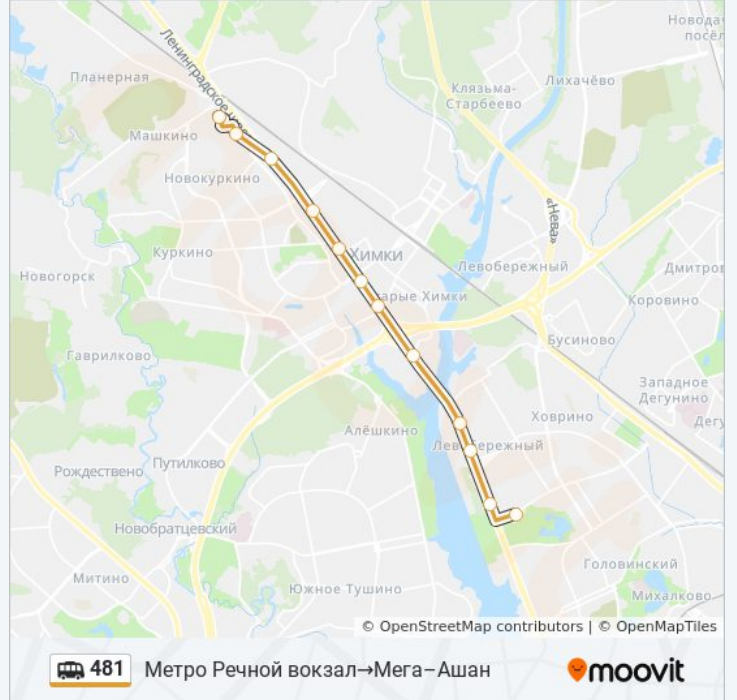 Новодач
посёл
Ленинградское шоссе
Планерная
Клязьма-
Старбеево
Лихачёво
Машкино
Новокуркино
«Нева»
Куркино
Химки
Левобережный
Дмитров
Новогорск
Старые Химки
Коровино
Бусиново
Гаврилково
Западное
Дегунино
Ховрино
Дегу
Алёшкино
Левобережный
Путилково
Рождествено
Новобратцевский
Головинский
Митино
Южное Тушино
Михалково
© OpenStreetMap contributors | © OpenMapTiles
481 Метро Речной вокзал→Мега–Ашан
moovit